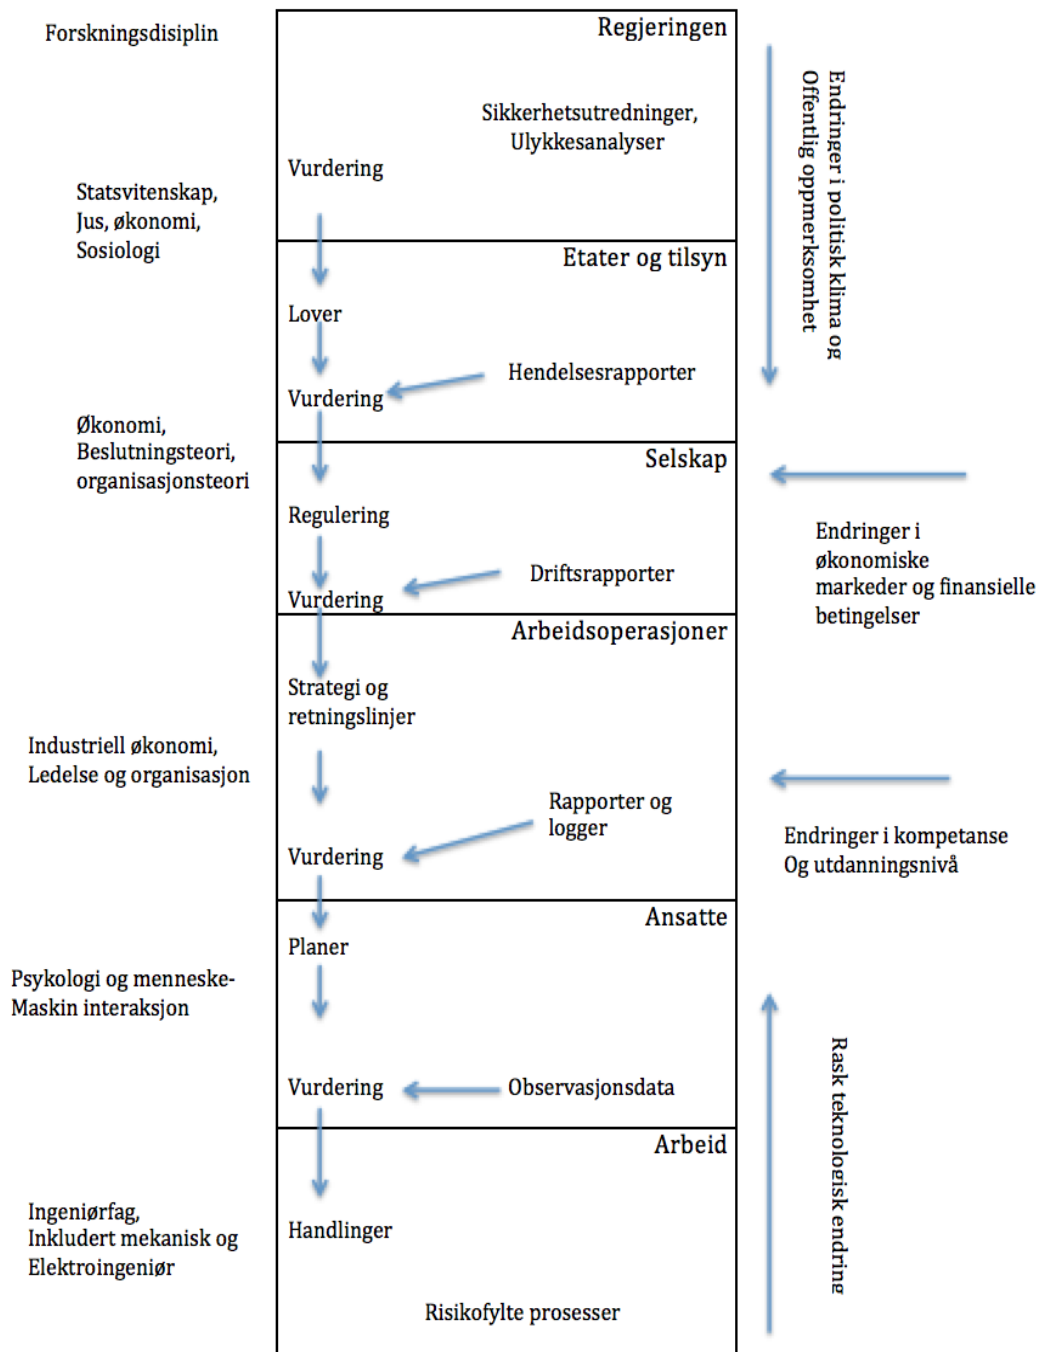 Forskningsdisiplin
Regjeringen
Sikkerhetsutredninger,
Ulykkesanalyser
Vurdering
Statsvitenskap,
Jus, økonomi,
Sosiologi
Endringer i politisk klima og
Offentlig oppmerksomhet
Etater og tilsyn
Lover
Hendelsesrapporter
Vurdering
Økonomi,
Beslutningsteori,
organisasjonsteori
Selskap
Regulering
Driftsrapporter
Vurdering
Endringer i
økonomiske
markeder og finansielle
betingelser
Arbeidsoperasjoner
Strategi og
retningslinjer
Industriell økonomi,
Ledelse og organisasjon
Rapporter og
logger
Vurdering
Endringer i kompetanse
Og utdanningsnivå
Ansatte
Planer
Psykologi og menneske-
Maskin interaksjon
Vurdering
Observasjonsdata
Rask teknologisk endring
Arbeid
Ingeniørfag,
Inkludert mekanisk og
Elektroingeniør
Handlinger
Risikofylte prosesser